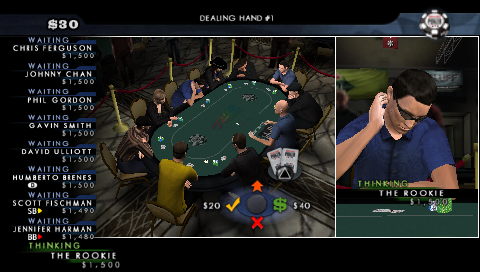 $30
DEALING HAND #1
WAITING
CHRIS FERGUSON
$1,500
WAITING
JOHNNY CHAN
$1,500
WAITING
PHIL GORDON
$1,500
WAITING
GAVIN SMITH
$1,500
WAITING
DAVID ULLIOTT
$1,500
WAITING
HUMBERTO BRENES
D $1,500
WAITING
SCOTT FISCHMAN
SB $1,490
WAITING
JENNIFER HARMAN
BB $1,480
THINKING
THE ROOKIE
$1,500
$20
$40
THINKING
THE ROOKIE